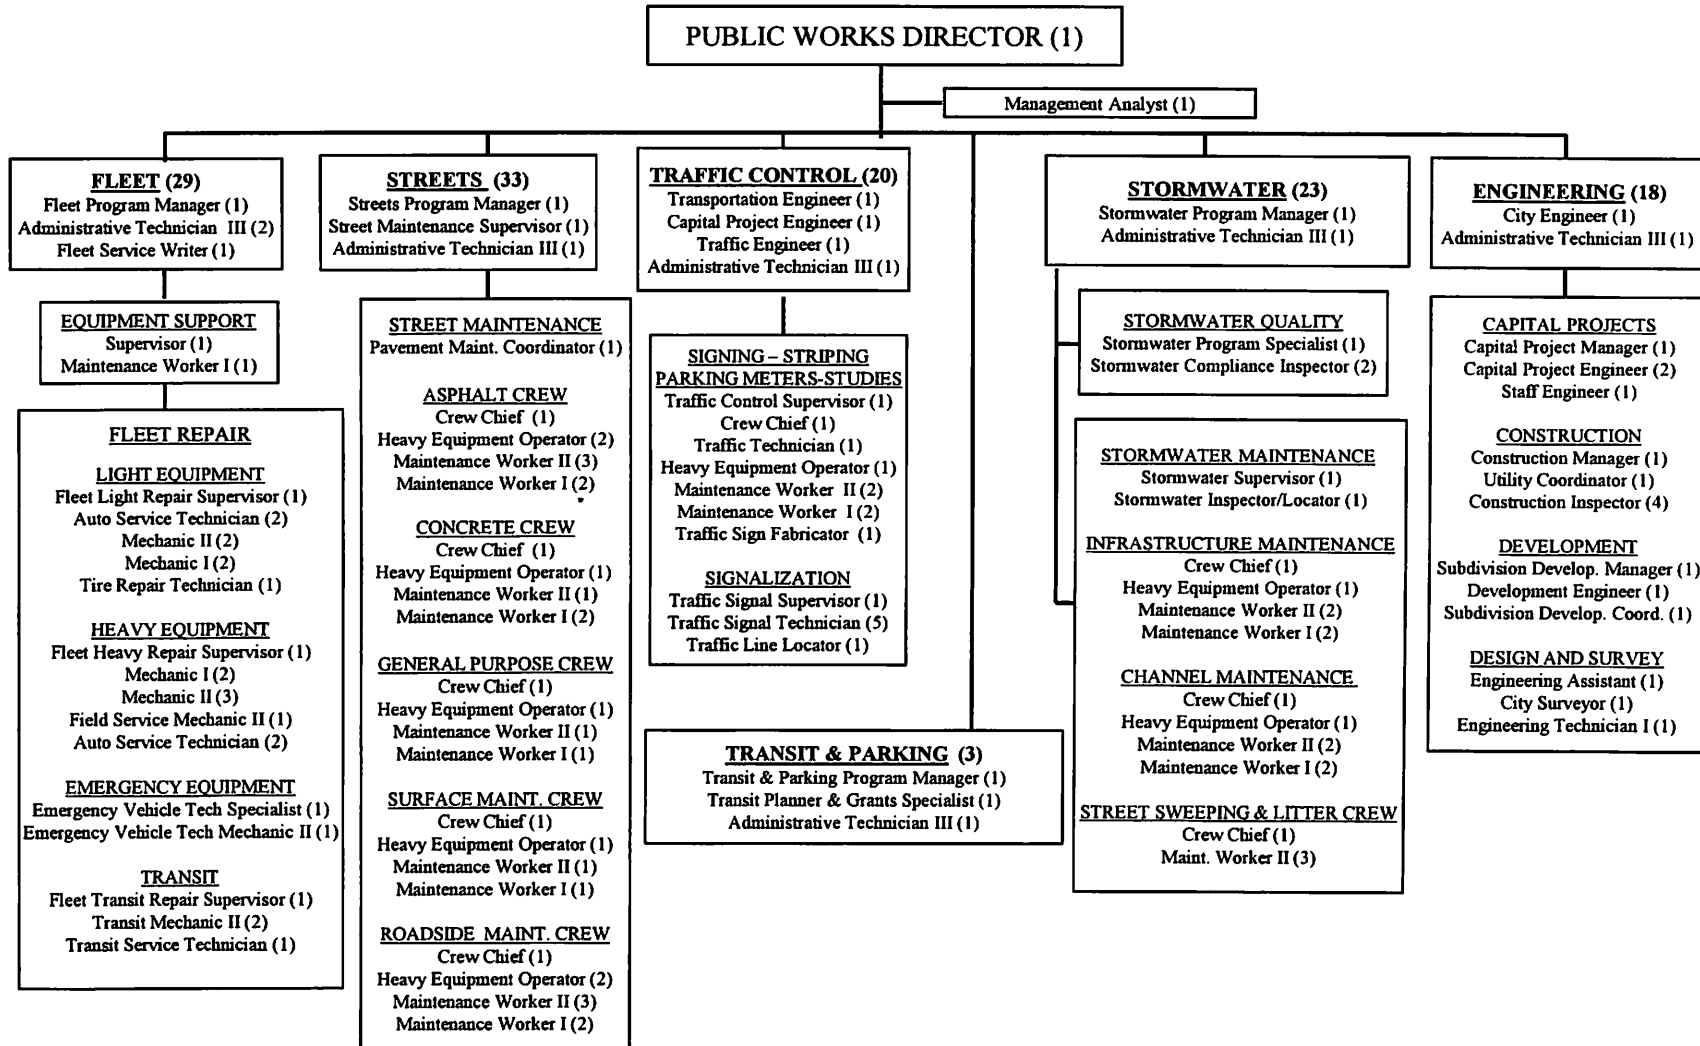 PUBLIC WORKS DIRECTOR (1)
Management Analyst (1)
FLEET (29)
Fleet Program Manager (1)
Administrative Technician III (2)
Fleet Service Writer (1)
EQUIPMENT SUPPORT
Supervisor (1)
Maintenance Worker I (1)
FLEET REPAIR
LIGHT EQUIPMENT
Fleet Light Repair Supervisor (1)
Auto Service Technician (2)
Mechanic II (2)
Mechanic I (2)
Tire Repair Technician (1)
HEAVY EQUIPMENT
Fleet Heavy Repair Supervisor (1)
Mechanic I (2)
Mechanic II (3)
Field Service Mechanic II (1)
Auto Service Technician (2)
EMERGENCY EQUIPMENT
Emergency Vehicle Tech Specialist (1)
Emergency Vehicle Tech Mechanic II (1)
TRANSIT
Fleet Transit Repair Supervisor (1)
Transit Mechanic II (2)
Transit Service Technician (1)
STREETS (33)
Streets Program Manager (1)
Street Maintenance Supervisor (1)
Administrative Technician III (1)
STREET MAINTENANCE
Pavement Maint. Coordinator (1)
ASPHALT CREW
Crew Chief (1)
Heavy Equipment Operator (2)
Maintenance Worker II (3)
Maintenance Worker I (2)
CONCRETE CREW
Crew Chief (1)
Heavy Equipment Operator (1)
Maintenance Worker II (1)
Maintenance Worker I (2)
GENERAL PURPOSE CREW
Crew Chief (1)
Heavy Equipment Operator (1)
Maintenance Worker II (1)
Maintenance Worker I (1)
SURFACE MAINT. CREW
Crew Chief (1)
Heavy Equipment Operator (1)
Maintenance Worker II (1)
Maintenance Worker I (1)
ROADSIDE MAINT. CREW
Crew Chief (1)
Heavy Equipment Operator (2)
Maintenance Worker II (3)
Maintenance Worker I (2)
TRAFFIC CONTROL (20)
Transportation Engineer (1)
Capital Project Engineer (1)
Traffic Engineer (1)
Administrative Technician III (1)
SIGNING – STRIPING
PARKING METERS-STUDIES
Traffic Control Supervisor (1)
Crew Chief (1)
Traffic Technician (1)
Heavy Equipment Operator (1)
Maintenance Worker II (2)
Maintenance Worker I (2)
Traffic Sign Fabricator (1)
SIGNALIZATION
Traffic Signal Supervisor (1)
Traffic Signal Technician (5)
Traffic Line Locator (1)
TRANSIT & PARKING (3)
Transit & Parking Program Manager (1)
Transit Planner & Grants Specialist (1)
Administrative Technician III (1)
STORMWATER (23)
Stormwater Program Manager (1)
Administrative Technician III (1)
STORMWATER QUALITY
Stormwater Program Specialist (1)
Stormwater Compliance Inspector (2)
STORMWATER MAINTENANCE
Stormwater Supervisor (1)
Stormwater Inspector/Locator (1)
INFRASTRUCTURE MAINTENANCE
Crew Chief (1)
Heavy Equipment Operator (1)
Maintenance Worker II (2)
Maintenance Worker I (2)
CHANNEL MAINTENANCE
Crew Chief (1)
Heavy Equipment Operator (1)
Maintenance Worker II (2)
Maintenance Worker I (2)
STREET SWEEPING & LITTER CREW
Crew Chief (1)
Maint. Worker II (3)
ENGINEERING (18)
City Engineer (1)
Administrative Technician III (1)
CAPITAL PROJECTS
Capital Project Manager (1)
Capital Project Engineer (2)
Staff Engineer (1)
CONSTRUCTION
Construction Manager (1)
Utility Coordinator (1)
Construction Inspector (4)
DEVELOPMENT
Subdivision Develop. Manager (1)
Development Engineer (1)
Subdivision Develop. Coord. (1)
DESIGN AND SURVEY
Engineering Assistant (1)
City Surveyor (1)
Engineering Technician I (1)